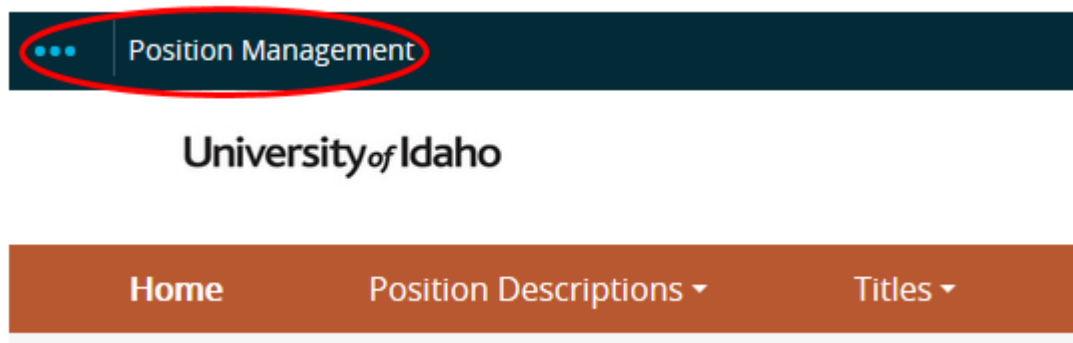 Position Management
University of Idaho
Home Position Descriptions Titles